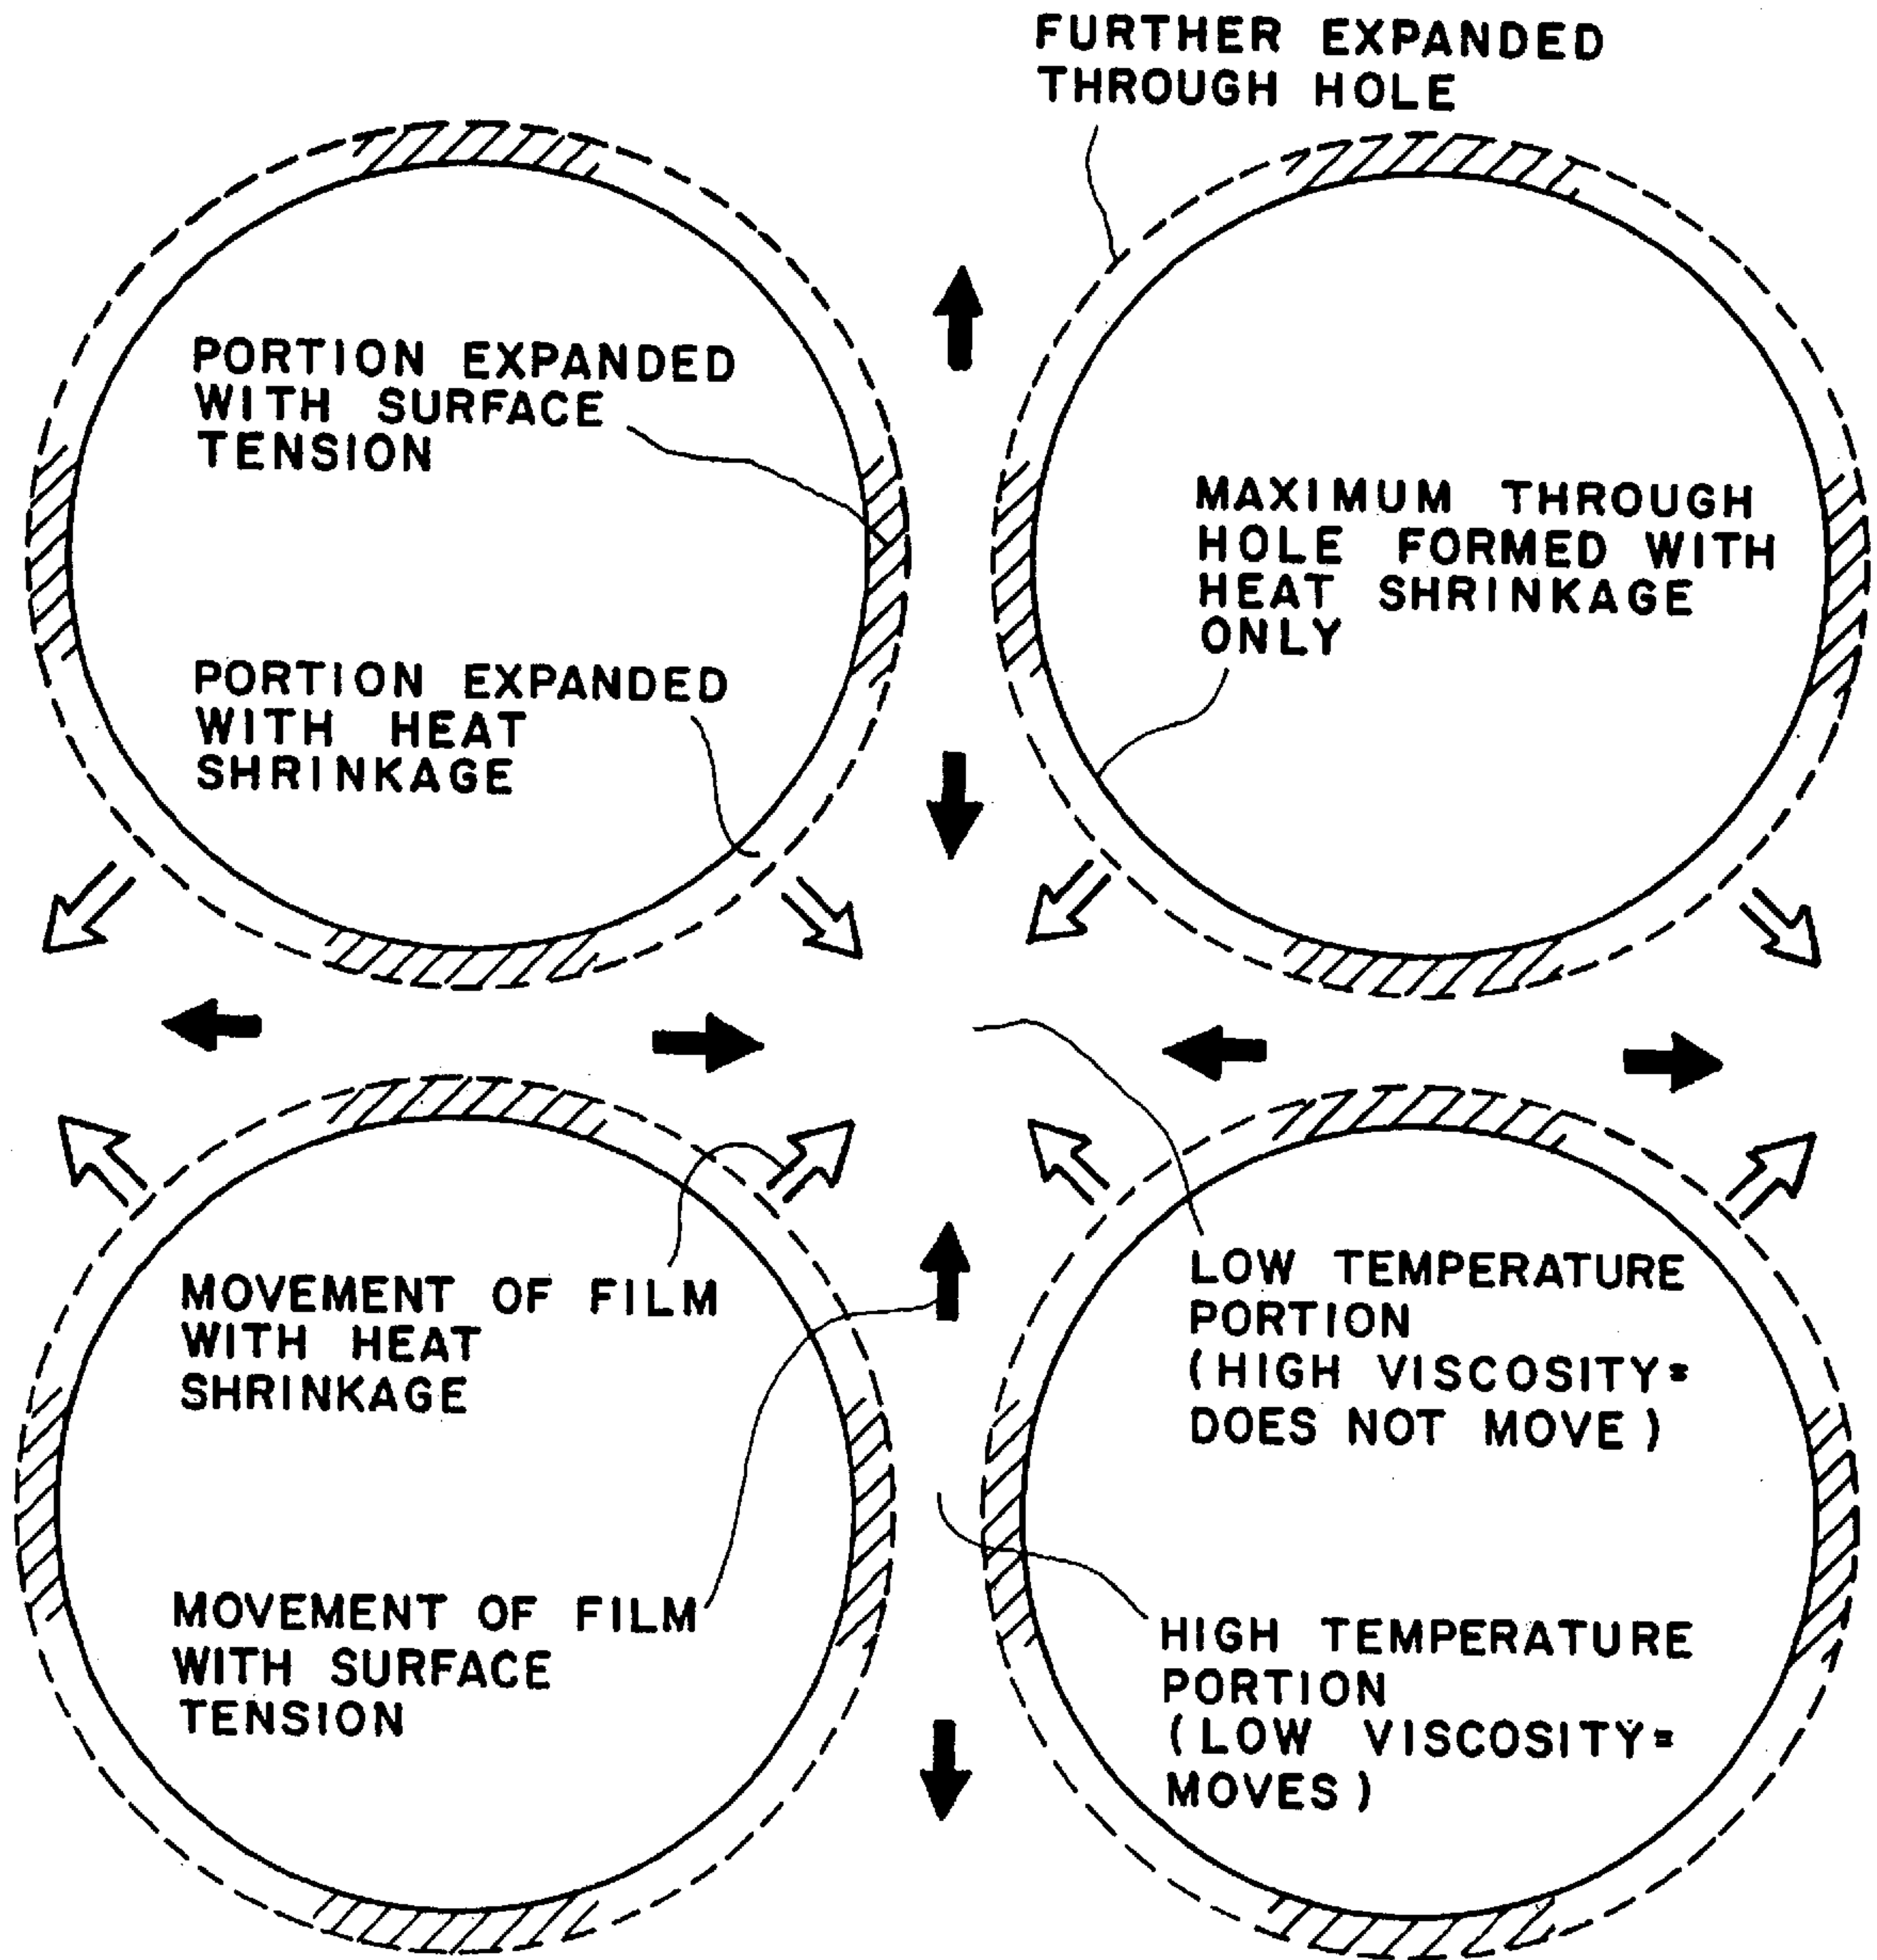 FURTHER EXPANDED
THROUGH HOLE
PORTION EXPANDED
WITH SURFACE
TENSION
PORTION EXPANDED
WITH HEAT
SHRINKAGE
MAXIMUM THROUGH
HOLE FORMED WITH
HEAT SHRINKAGE
ONLY
MOVEMENT OF FILM
WITH HEAT
SHRINKAGE
MOVEMENT OF FILM
WITH SURFACE
TENSION
LOW TEMPERATURE
PORTION
(HIGH VISCOSITY=
DOES NOT MOVE)
HIGH TEMPERATURE
PORTION
(LOW VISCOSITY=
MOVES)